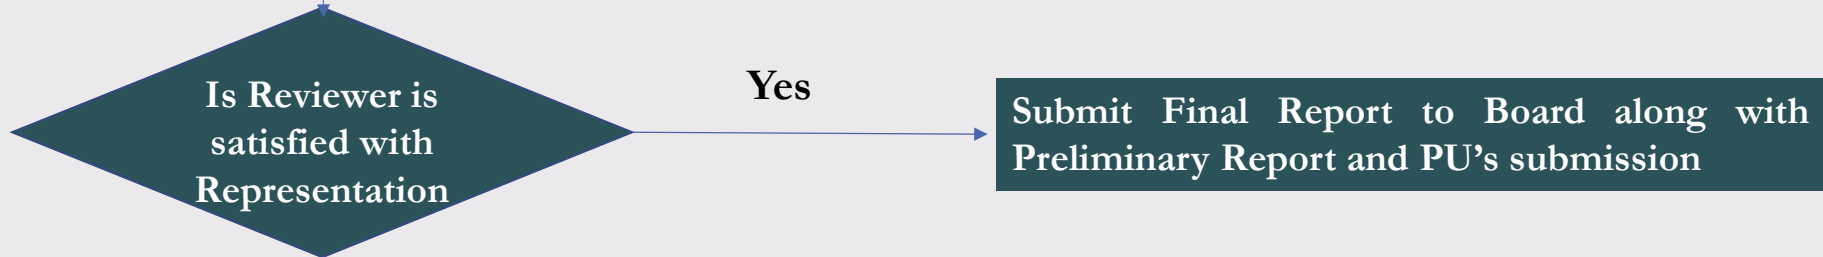 Is Reviewer is
satisfied with
Representation
Yes
Submit Final Report to Board along with
Preliminary Report and PU’s submission